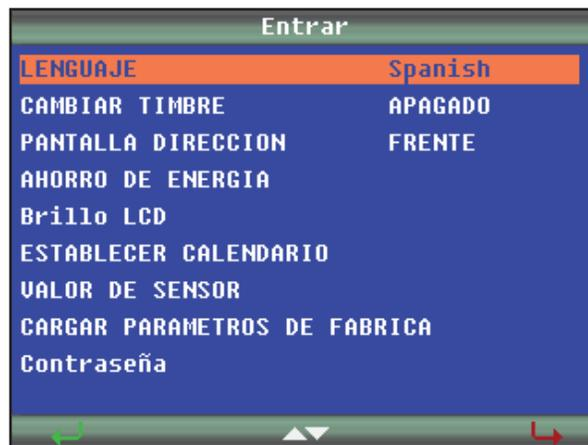 Entrar
LENGUAJE Spanish
CAMBIAR TIMBRE APAGADO
PANTALLA DIRECCION FRENTE
AHORRO DE ENERGIA
Brillo LCD
ESTABLECER CALENDARIO
VALOR DE SENSOR
CARGAR PARAMETROS DE FABRICA
Contraseña